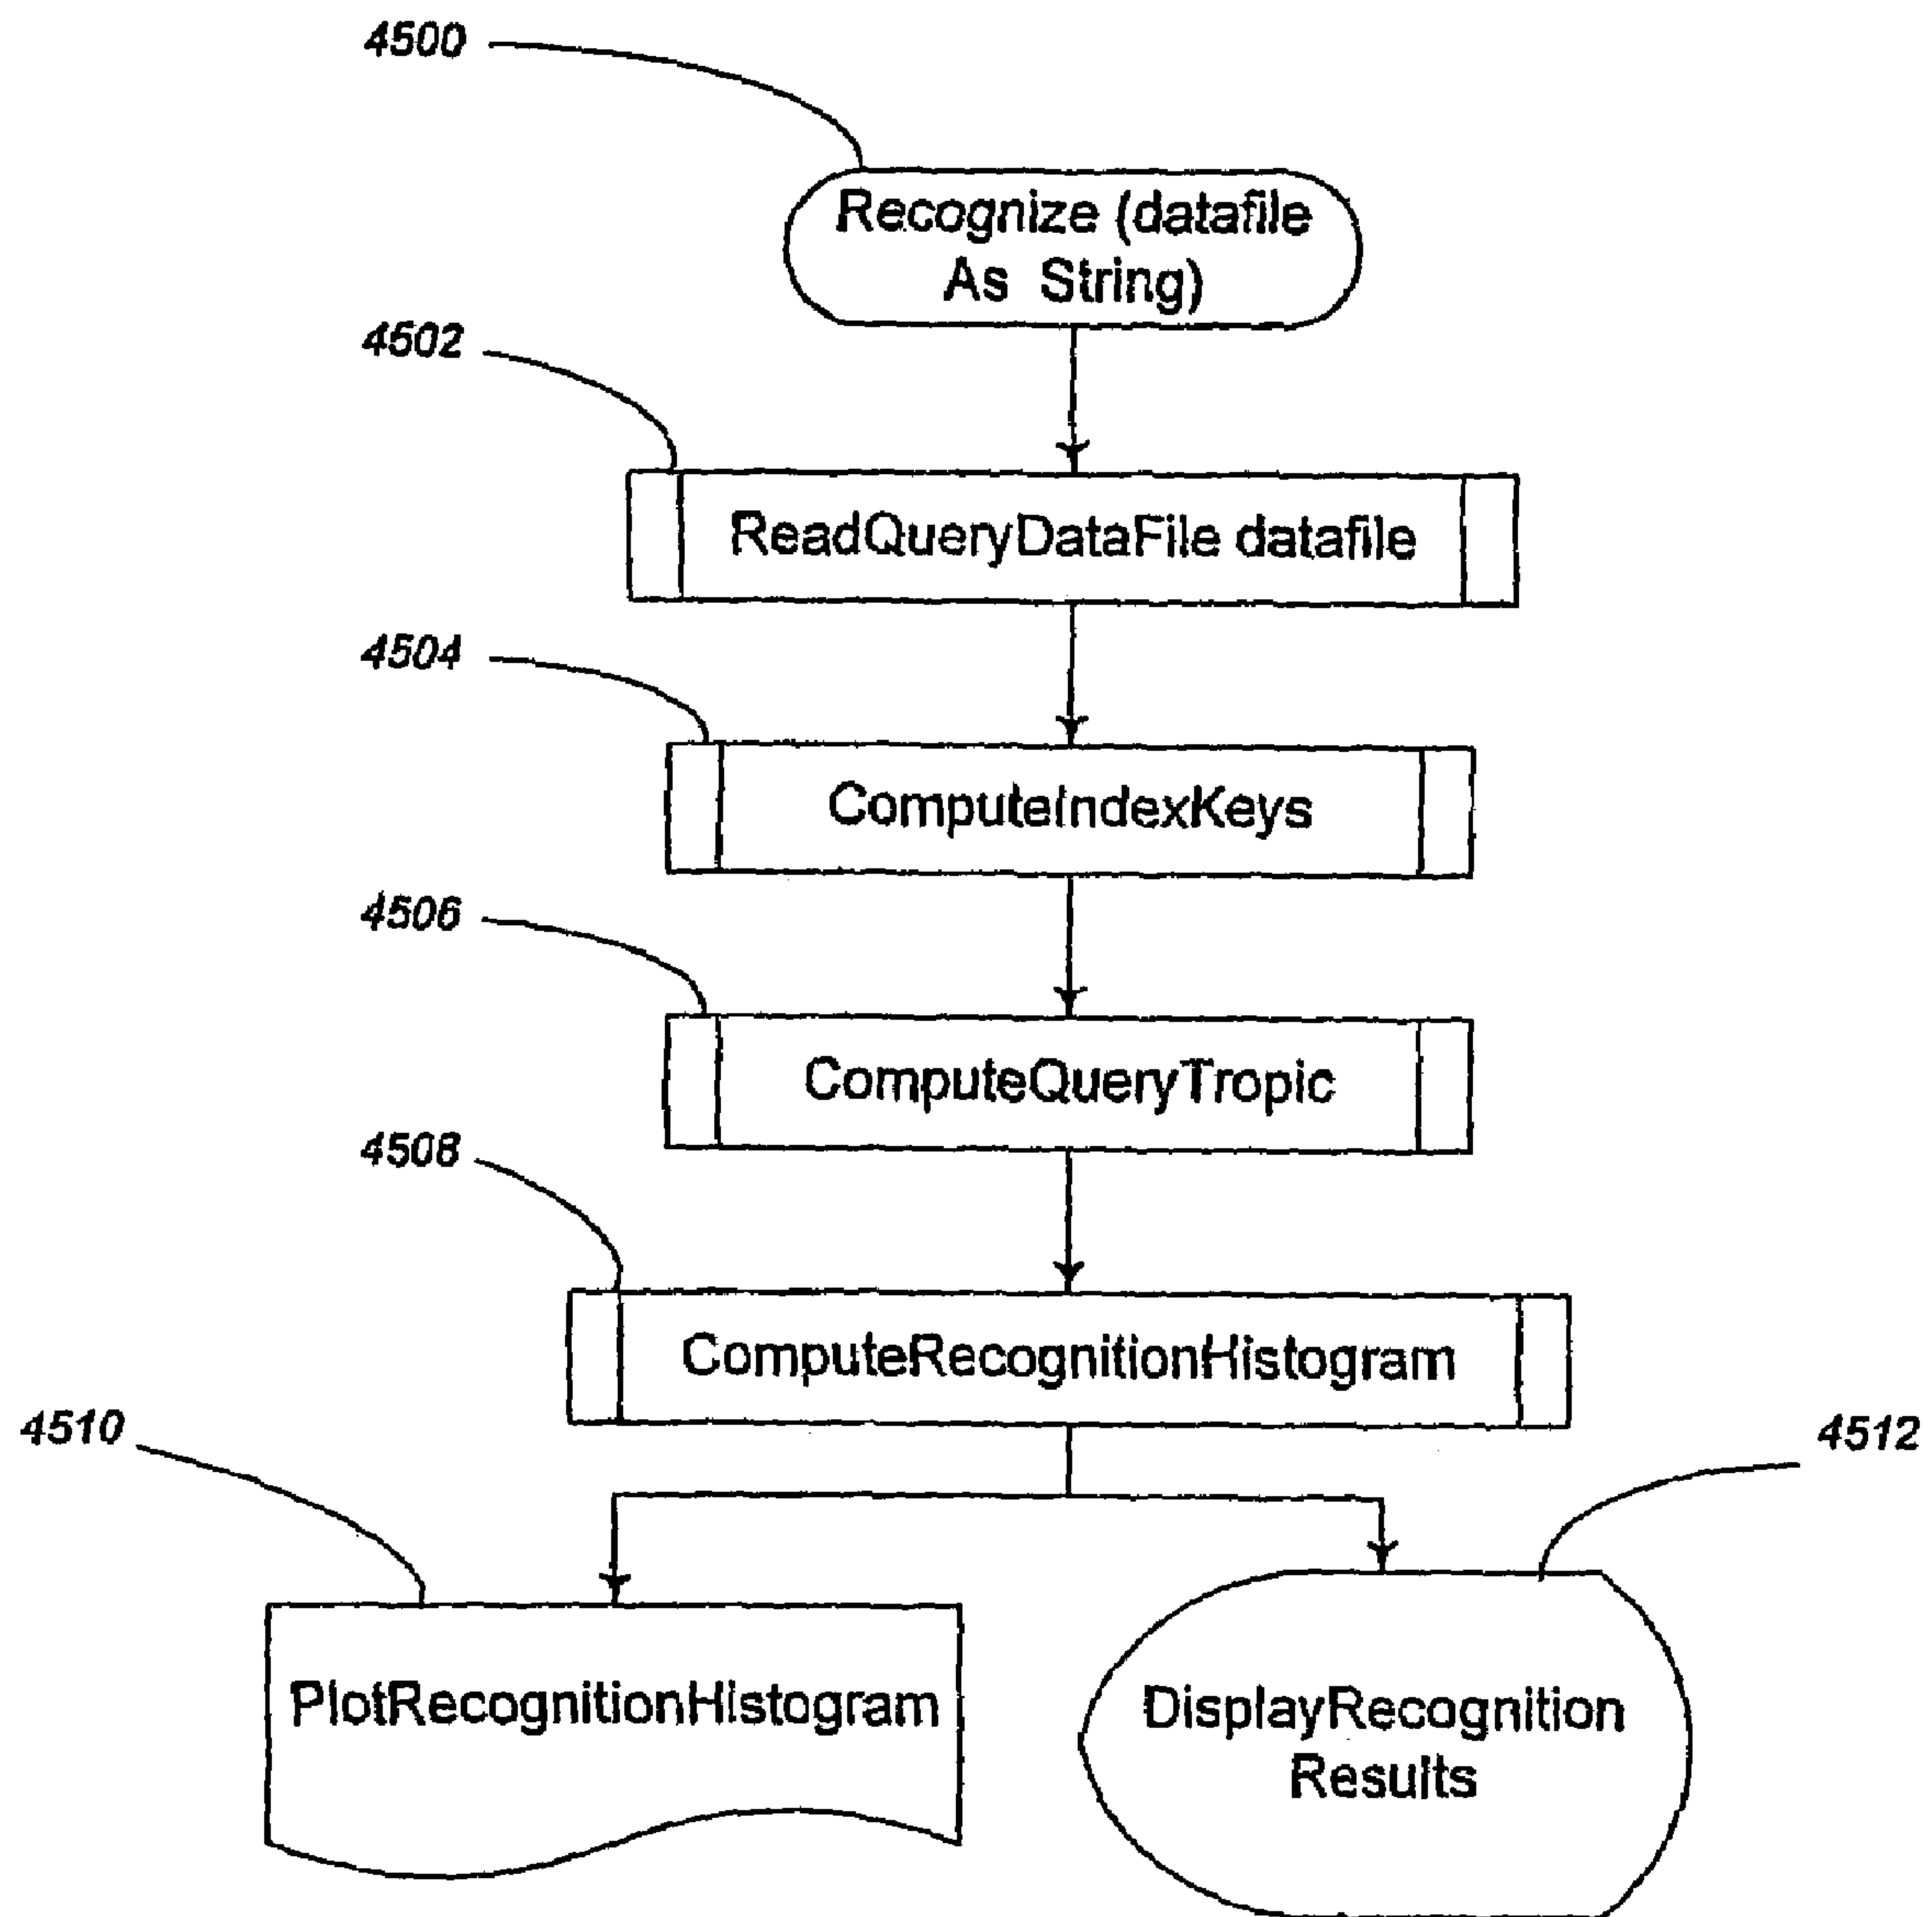 4500
Recognize (datafile
As String)
4502
ReadQueryDataFile datafile
4504
ComputeIndexKeys
4506
ComputeQueryTropic
4508
ComputeRecognitionHistogram
4510
4512
PlotRecognitionHistogram
DisplayRecognition
Results